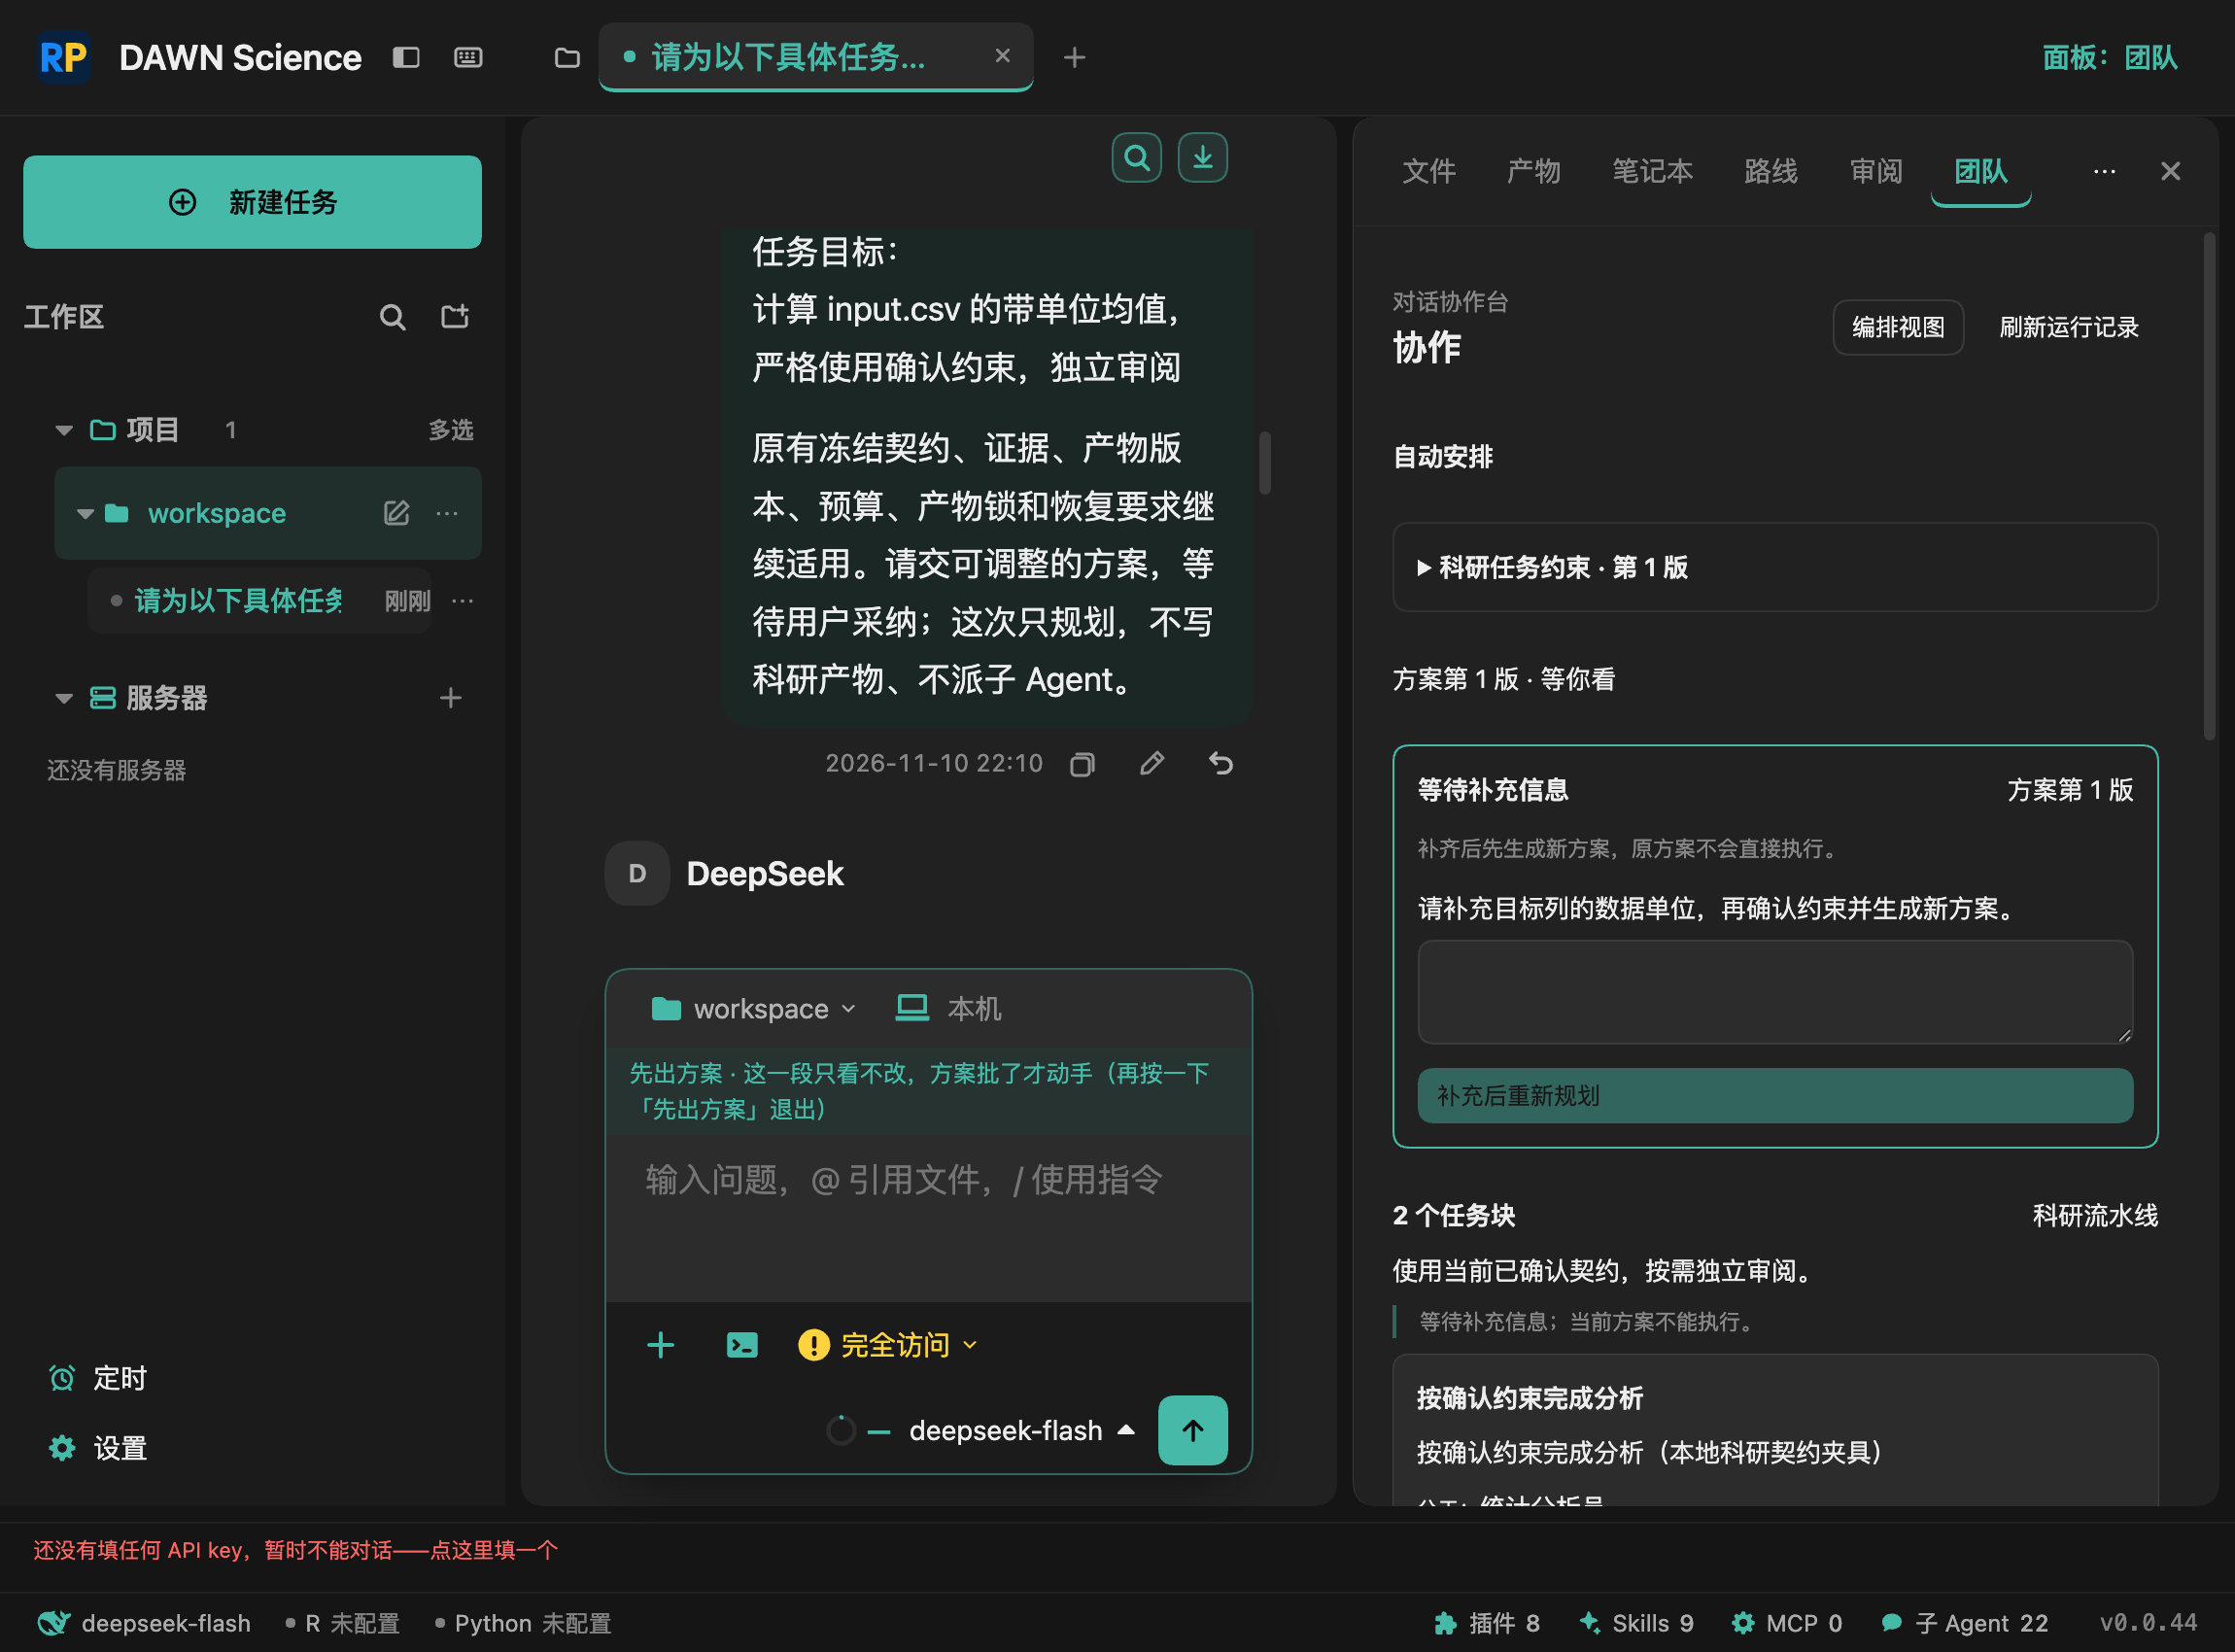 RP
DAWN Science
请为以下具体任务...
面板：团队
新建任务
工作区
项目 1 多选
workspace
请为以下具体任务 刚刚
服务器
还没有服务器
定时
设置
任务目标：
计算 input.csv 的带单位均值，
严格使用确认约束，独立审阅
原有冻结契约、证据、产物版
本、预算、产物锁和恢复要求继
续适用。请交可调整的方案，等
待用户采纳；这次只规划，不写
科研产物、不派子 Agent。
2026-11-10 22:10
D DeepSeek
workspace 本机
先出方案 · 这一段只看不改，方案批了才动手（再按一下
「先出方案」退出）
输入问题，@ 引用文件，/ 使用指令
完全访问
deepseek-flash
文件 产物 笔记本 路线 审阅 团队
对话协作台
协作
编排视图 刷新运行记录
自动安排
科研任务约束 · 第 1 版
方案第 1 版 · 等你看
等待补充信息 方案第 1 版
补齐后先生成新方案，原方案不会直接执行。
请补充目标列的数据单位，再确认约束并生成新方案。
补充后重新规划
2 个任务块 科研流水线
使用当前已确认契约，按需独立审阅。
等待补充信息；当前方案不能执行。
按确认约束完成分析
按确认约束完成分析（本地科研契约夹具）
还没有填任何 API key，暂时不能对话——点这里填一个
deepseek-flash R 未配置 Python 未配置
插件 8 Skills 9 MCP 0 子 Agent 22 v0.0.44